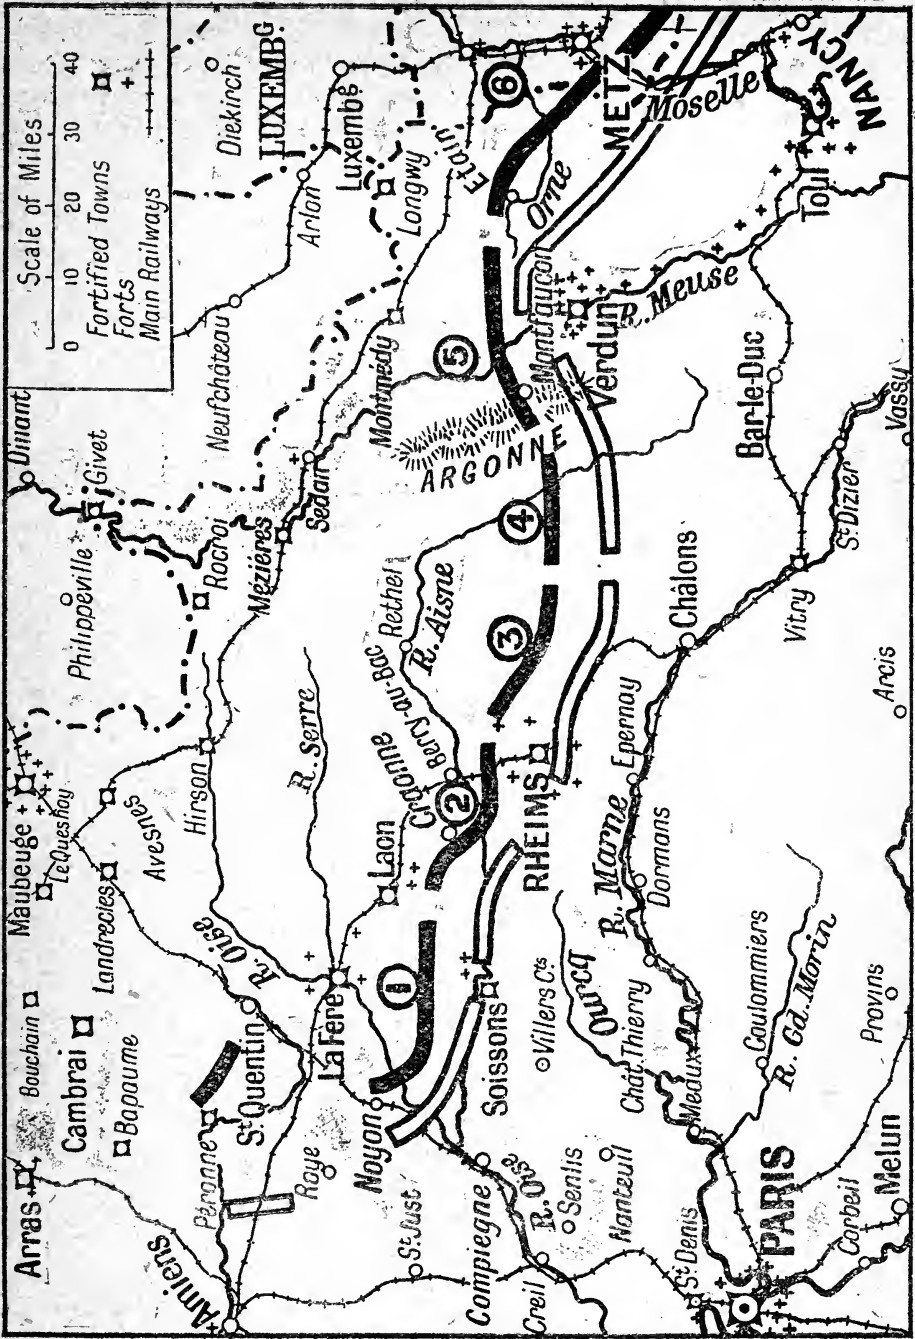 Scale of Miles
0 10 20 30 40
Fortified Towns
Forts
Main Railways
Arras
Bouchain
Cambrai
Bapaume
Maubeuge
Le Quesnoy
Landrecies
Avesnes
Philippeville
Dinant
Givet
Rocroi
Hirson
Mézières
Sedan
Neufchâteau
Arlon
Diekirch
LUXEMBG
Luxembg
Longwy
Montmédy
Amiens
Péronne
St Quentin
R. Oise
R. Serre
La Fère
Laon
Roye
Noyon
Craonne
Berry-au-Bac
Rethel
R. Aisne
ARGONNE
Montfaucon
Etain
Orne
METZ
Moselle
NANCY
Toul
R. Meuse
Verdun
1
2
3
4
5
6
St Just
Compiegne
R. Oise
Creil
Senlis
Nanteuil
Soissons
Villers Cts
Ourcq
RHEIMS
R. Marne
Epernay
Dormans
Chât Thierry
Châlons
Bar-le-Duc
Vitry
St Dizier
Vassy
Arcis
St Denis
PARIS
Meaux
Coulommiers
R. Gd. Morin
Provins
Corbeil
Melun